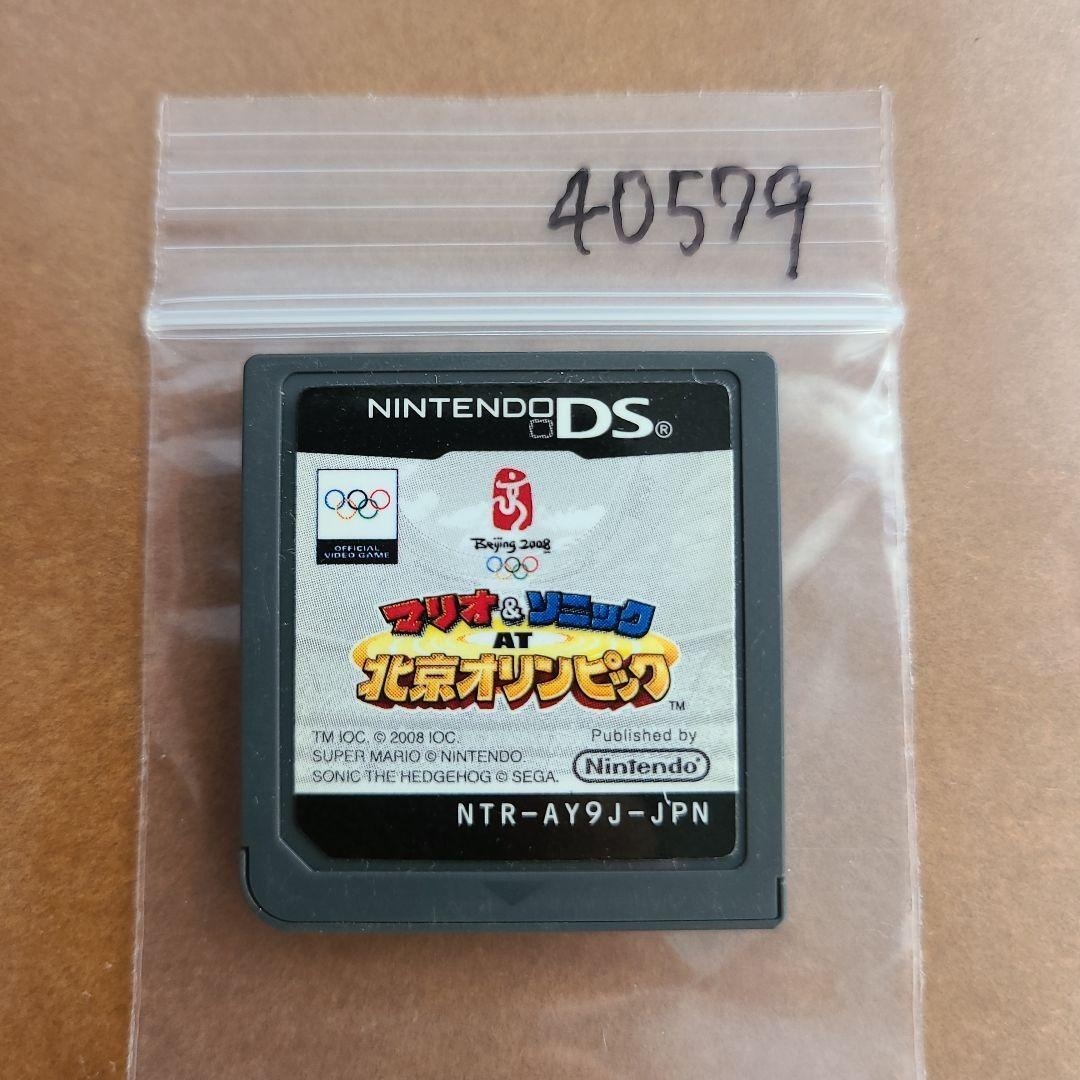 40579
NINTENDO DS®
OFFICIAL
VIDEO GAME
Beijing 2008
マリオ&ソニック
AT
北京オリンピック™
TM IOC. © 2008 IOC.
SUPER MARIO © NINTENDO.
SONIC THE HEDGEHOG © SEGA.
Published by
Nintendo®
NTR-AY9J-JPN